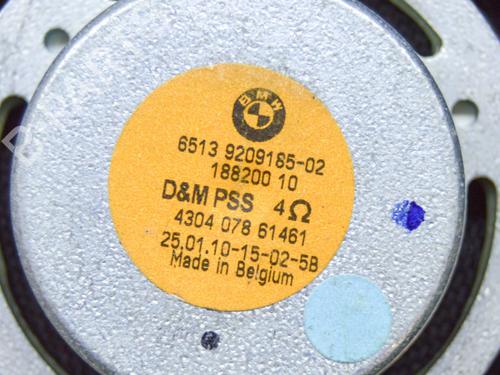 BMW
6513 9209185-02
188200 10
D&M PSS 4Ω
4304 078 61461
25.01.10-15-02-5B
Made in Belgium